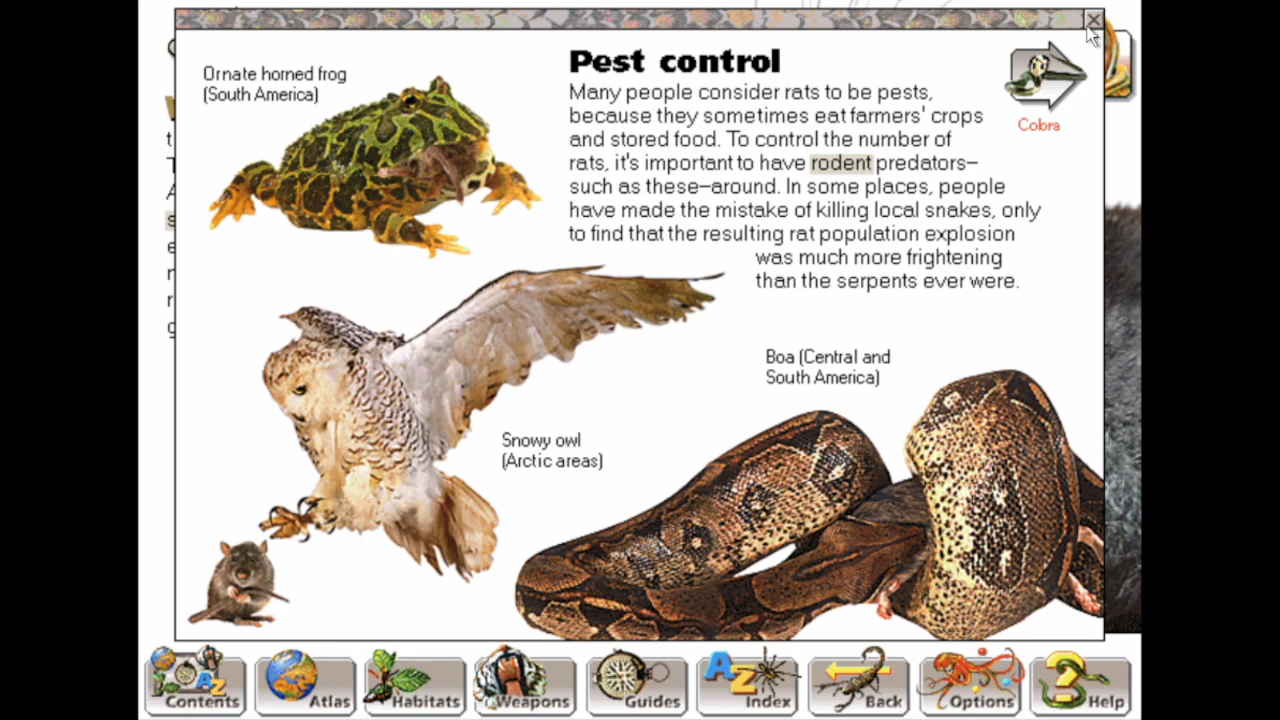 Ornate horned frog
(South America)
Pest control
Many people consider rats to be pests,
because they sometimes eat farmers' crops
and stored food. To control the number of
rats, it's important to have rodent predators–
such as these–around. In some places, people
have made the mistake of killing local snakes, only
to find that the resulting rat population explosion
was much more frightening
than the serpents ever were.
Cobra
Boa (Central and
South America)
Snowy owl
(Arctic areas)
Contents
Atlas
Habitats
Weapons
Guides
AZ
Index
Back
Options
Help